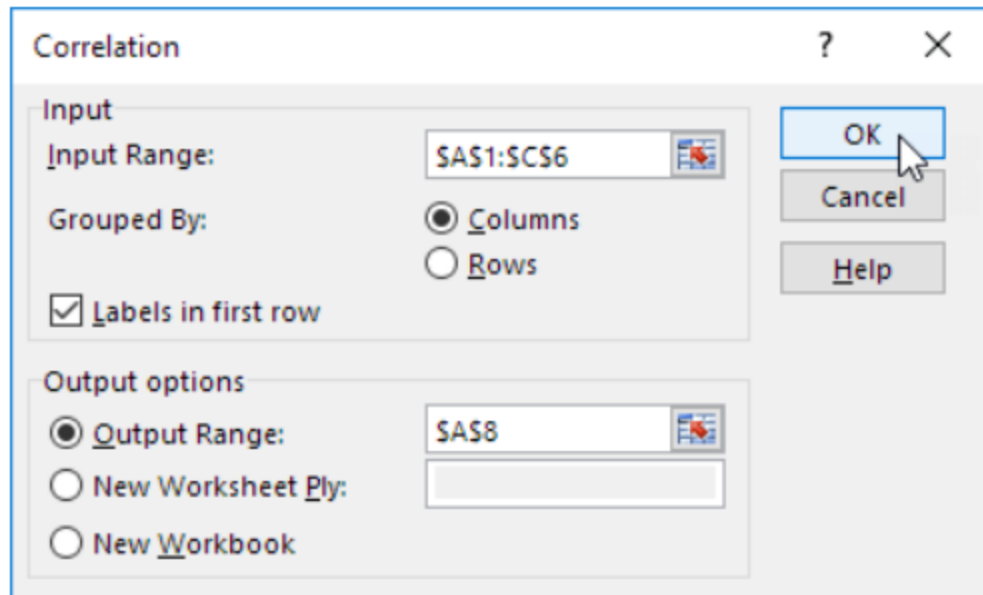 Correlation ?
Input
Input Range: $A$1:$C$6
OK
Cancel
Grouped By: Columns
Rows
Help
Labels in first row
Output options
Output Range: $A$8
New Worksheet Ply:
New Workbook